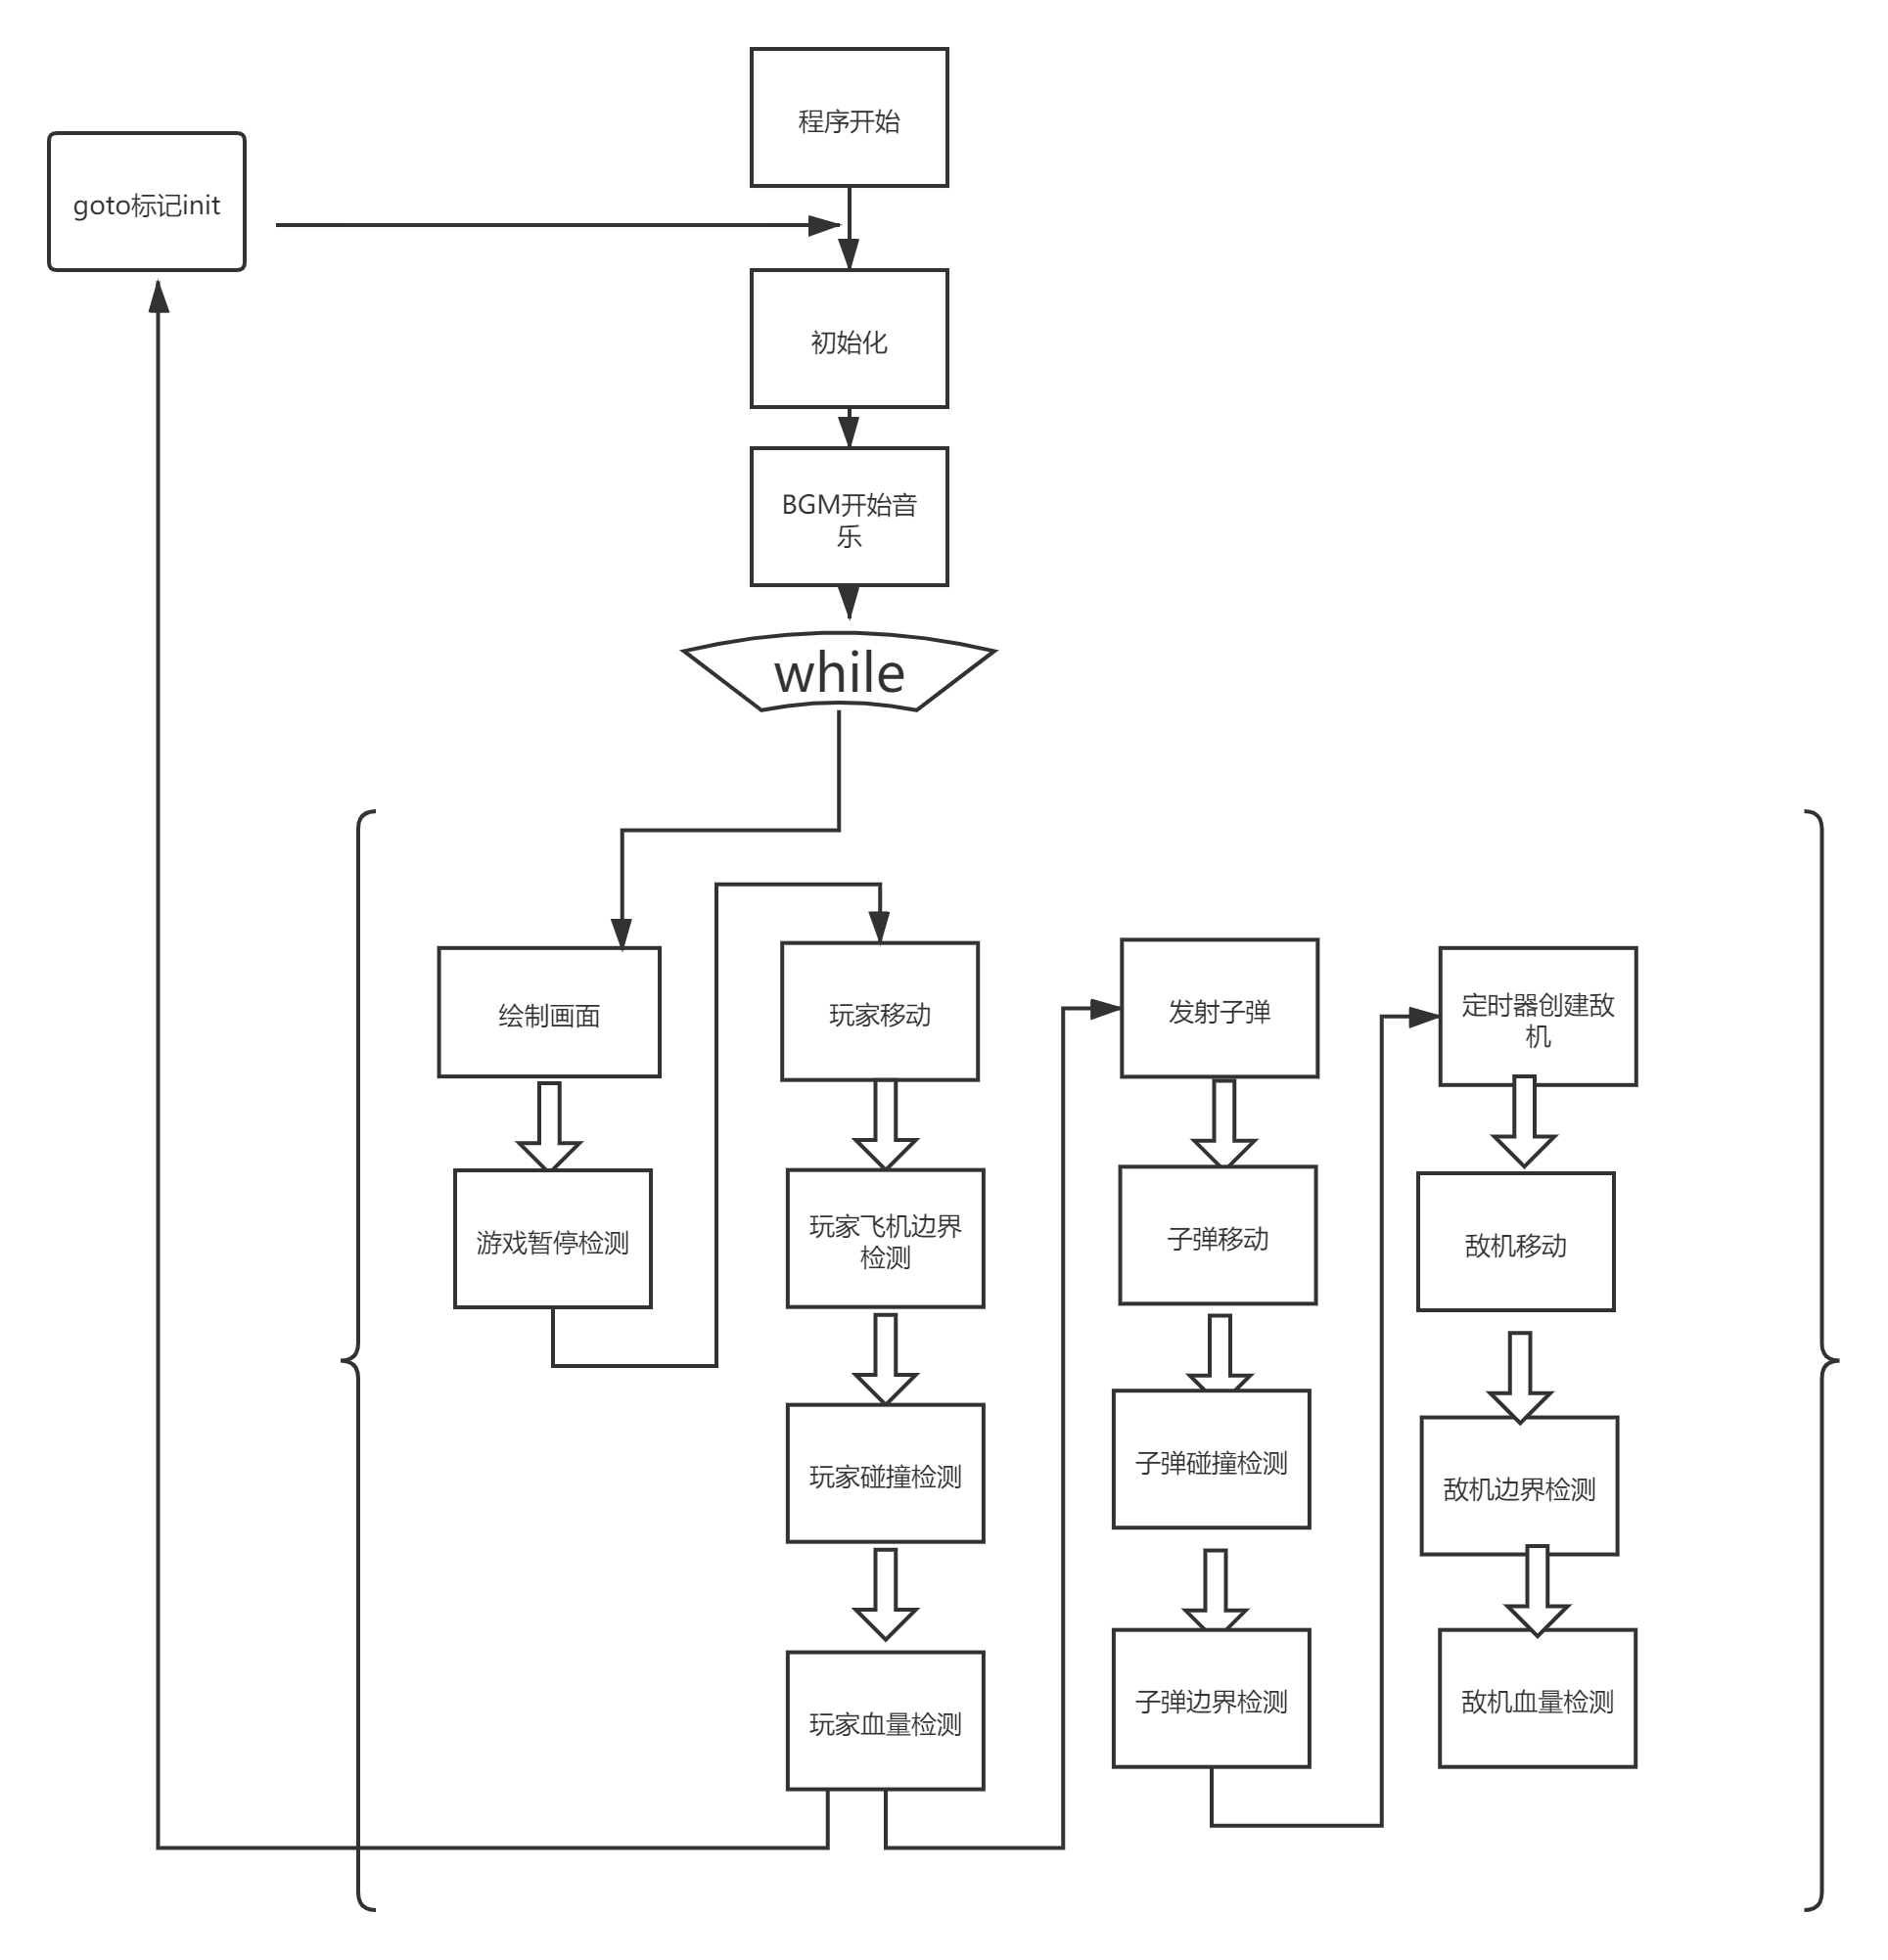 程序开始
goto标记init
初始化
BGM开始音
乐
while
绘制画面
游戏暂停检测
玩家移动
玩家飞机边界
检测
玩家碰撞检测
玩家血量检测
发射子弹
子弹移动
子弹碰撞检测
子弹边界检测
定时器创建敌
机
敌机移动
敌机边界检测
敌机血量检测